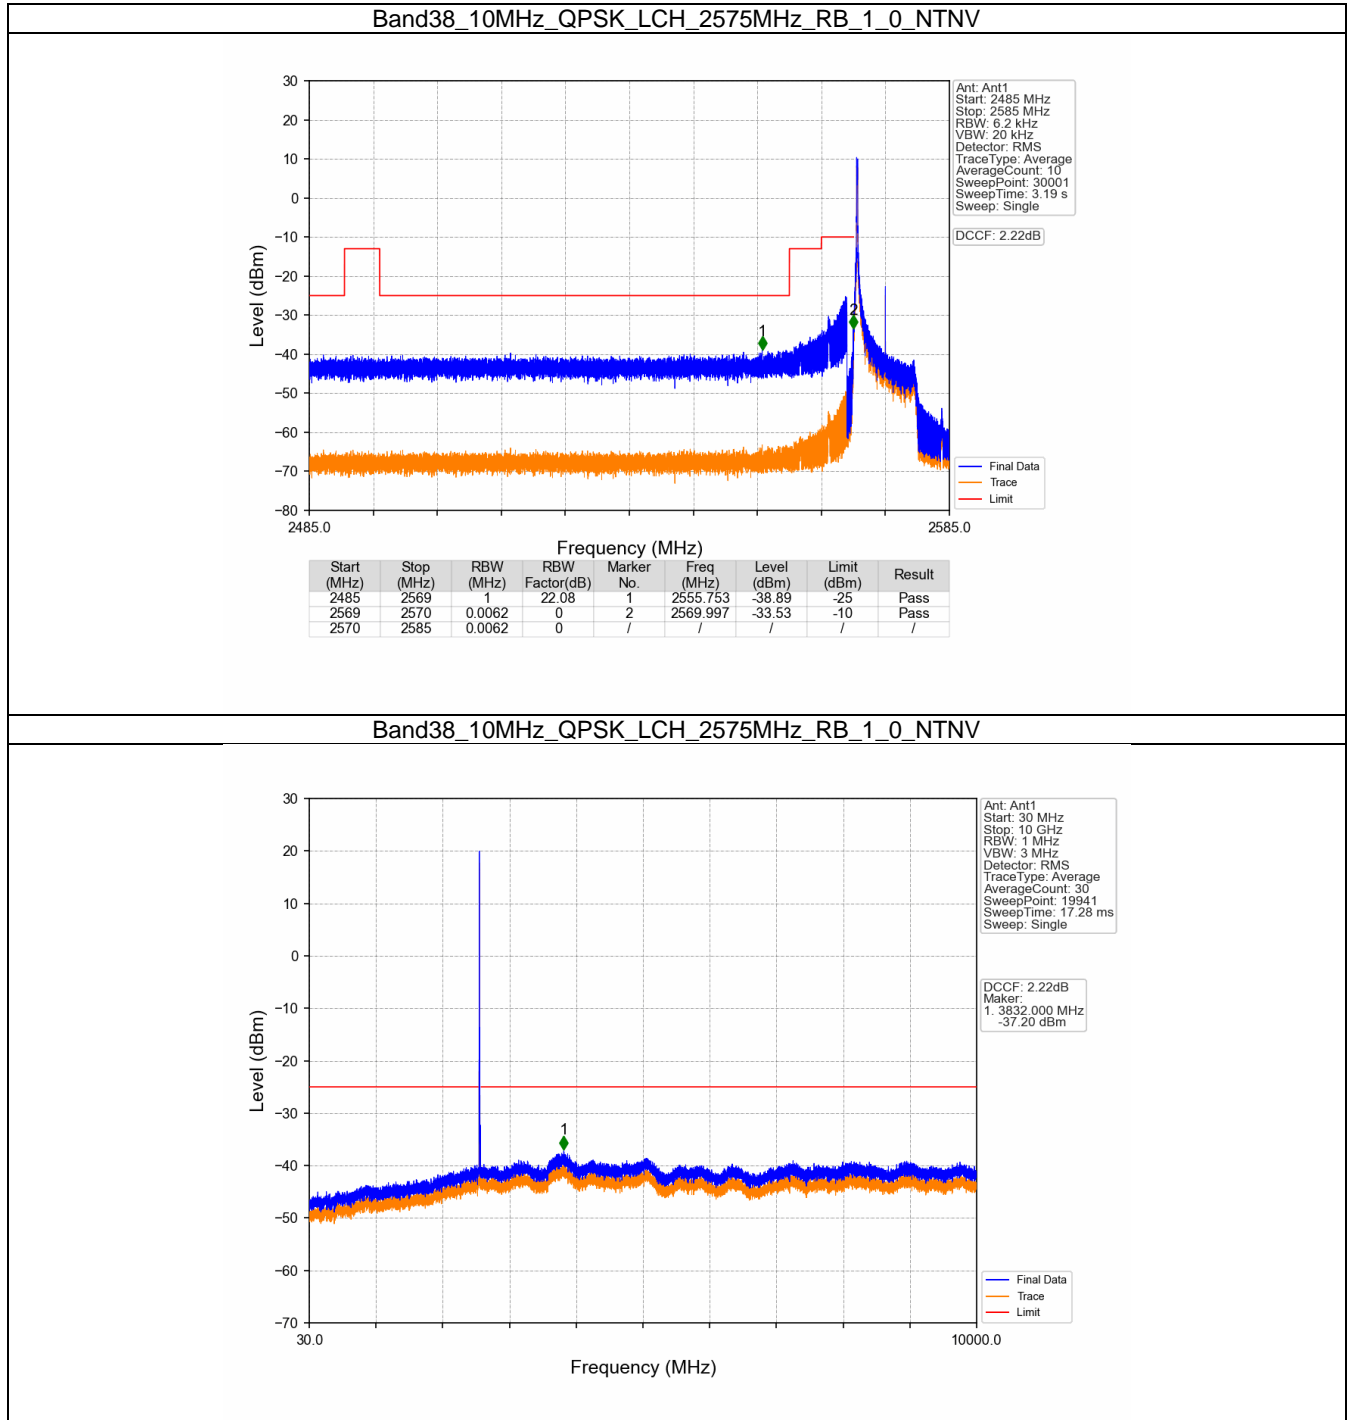 Band38_10MHz_QPSK_LCH_2575MHz_RB_1_0_NTNV
30
20
10
0
−10
−20
−30
−40
−50
−60
−70
−80
Level (dBm)
1
2
2485.0
2585.0
Frequency (MHz)
Ant: Ant1
Start: 2485 MHz
Stop: 2585 MHz
RBW: 6.2 kHz
VBW: 20 kHz
Detector: RMS
TraceType: Average
AverageCount: 10
SweepPoint: 30001
SweepTime: 3.19 s
Sweep: Single
DCCF: 2.22dB
Final Data
Trace
Limit
Start (MHz) Stop (MHz) RBW (MHz) RBW Factor(dB) Marker No. Freq (MHz) Level (dBm) Limit (dBm) Result
2485 2569 1 22.08 1 2555.753 -38.89 -25 Pass
2569 2570 0.0062 0 2 2569.997 -33.53 -10 Pass
2570 2585 0.0062 0 / / / / /
Band38_10MHz_QPSK_LCH_2575MHz_RB_1_0_NTNV
30
20
10
0
−10
−20
−30
−40
−50
−60
−70
Level (dBm)
1
30.0
10000.0
Frequency (MHz)
Ant: Ant1
Start: 30 MHz
Stop: 10 GHz
RBW: 1 MHz
VBW: 3 MHz
Detector: RMS
TraceType: Average
AverageCount: 30
SweepPoint: 19941
SweepTime: 17.28 ms
Sweep: Single
DCCF: 2.22dB
Maker:
1. 3832.000 MHz
-37.20 dBm
Final Data
Trace
Limit